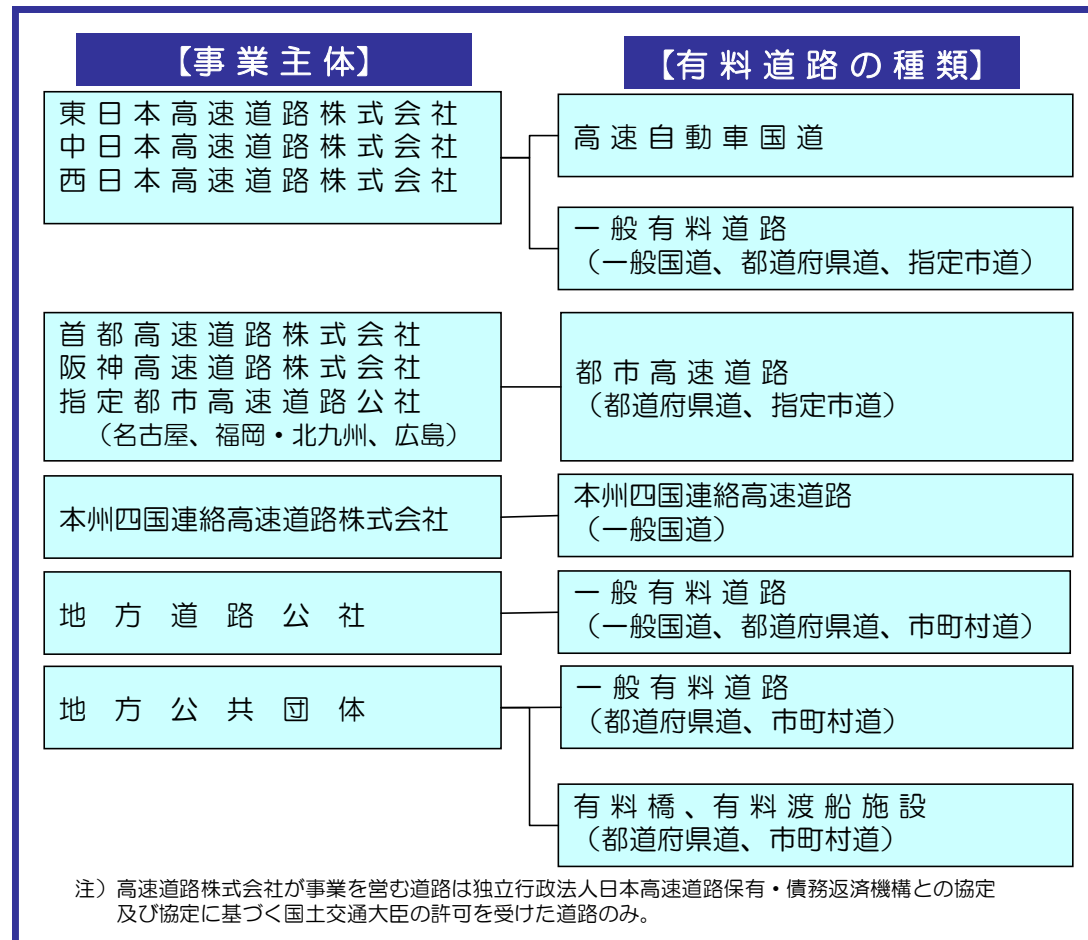 【事業主体】
【有料道路の種類】
東日本高速道路株式会社
中日本高速道路株式会社
西日本高速道路株式会社
高速自動車国道
一般有料道路
（一般国道、都道府県道、指定市道）
首都高速道路株式会社
阪神高速道路株式会社
指定都市高速道路公社
（名古屋、福岡・北九州、広島）
都市高速道路
（都道府県道、指定市道）
本州四国連絡高速道路株式会社
本州四国連絡高速道路
（一般国道）
地方道路公社
一般有料道路
（一般国道、都道府県道、市町村道）
地方公共団体
一般有料道路
（都道府県道、市町村道）
有料橋、有料渡船施設
（都道府県道、市町村道）
注）高速道路株式会社が事業を営む道路は独立行政法人日本高速道路保有・債務返済機構との協定
及び協定に基づく国土交通大臣の許可を受けた道路のみ。